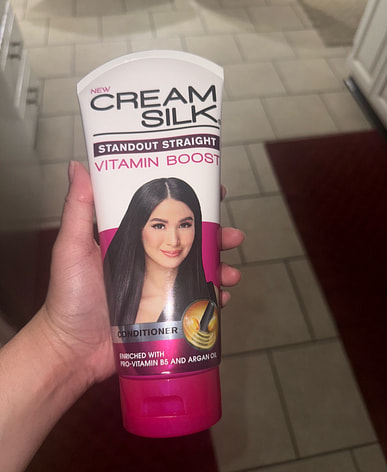 NEW
CREAM
SILK
STANDOUT STRAIGHT
VITAMIN BOOST
CONDITIONER
ENRICHED WITH
PRO-VITAMIN B5 AND ARGAN OIL